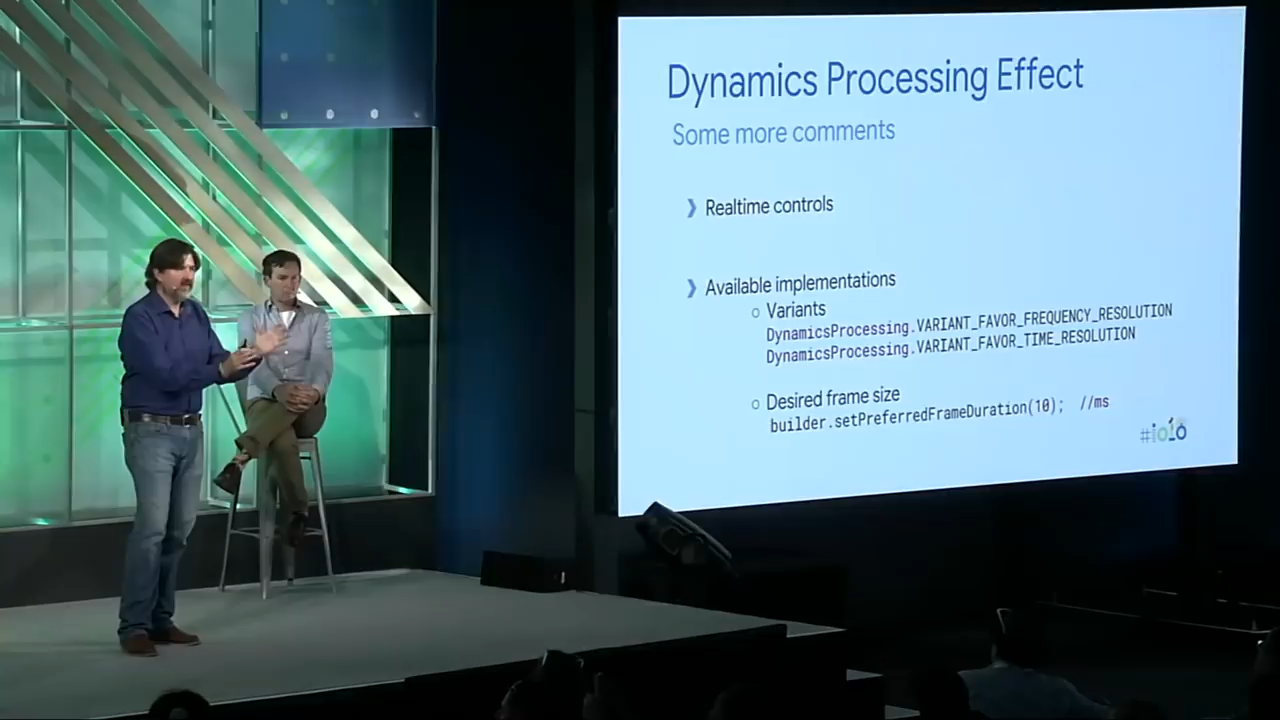 Dynamics Processing Effect
Some more comments
❯ Realtime controls
❯ Available implementations
○ Variants
DynamicsProcessing.VARIANT_FAVOR_FREQUENCY_RESOLUTION
DynamicsProcessing.VARIANT_FAVOR_TIME_RESOLUTION
○ Desired frame size
builder.setPreferredFrameDuration(10); //ms
#io18